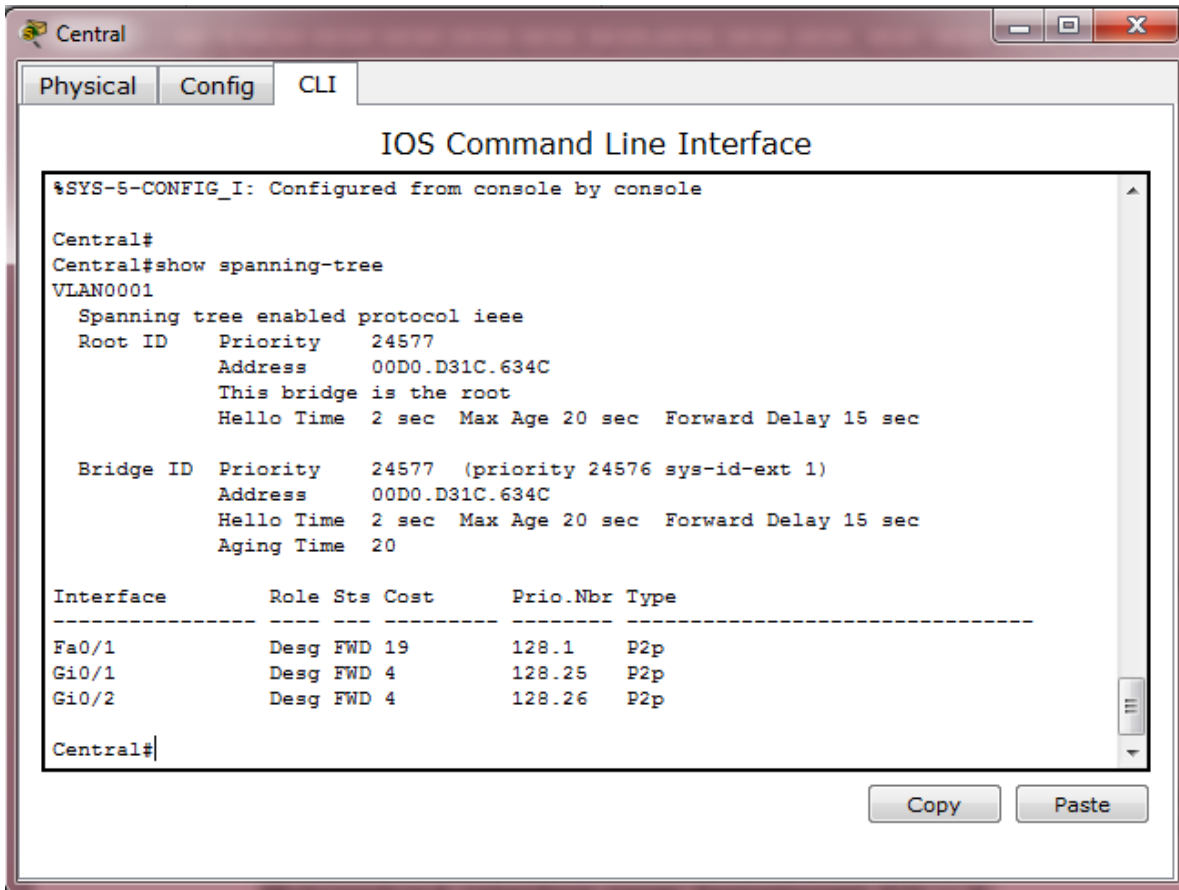 Central
Physical Config CLI
IOS Command Line Interface
%SYS-5-CONFIG_I: Configured from console by console
Central#
Central#show spanning-tree
VLAN0001
  Spanning tree enabled protocol ieee
  Root ID    Priority    24577
             Address     00D0.D31C.634C
             This bridge is the root
             Hello Time  2 sec  Max Age 20 sec  Forward Delay 15 sec
  Bridge ID  Priority    24577  (priority 24576 sys-id-ext 1)
             Address     00D0.D31C.634C
             Hello Time  2 sec  Max Age 20 sec  Forward Delay 15 sec
             Aging Time  20
Interface        Role Sts Cost      Prio.Nbr Type
---------------- ---- --- --------- -------- --------------------------------
Fa0/1            Desg FWD 19        128.1    P2p
Gi0/1            Desg FWD 4         128.25   P2p
Gi0/2            Desg FWD 4         128.26   P2p
Central#
Copy Paste